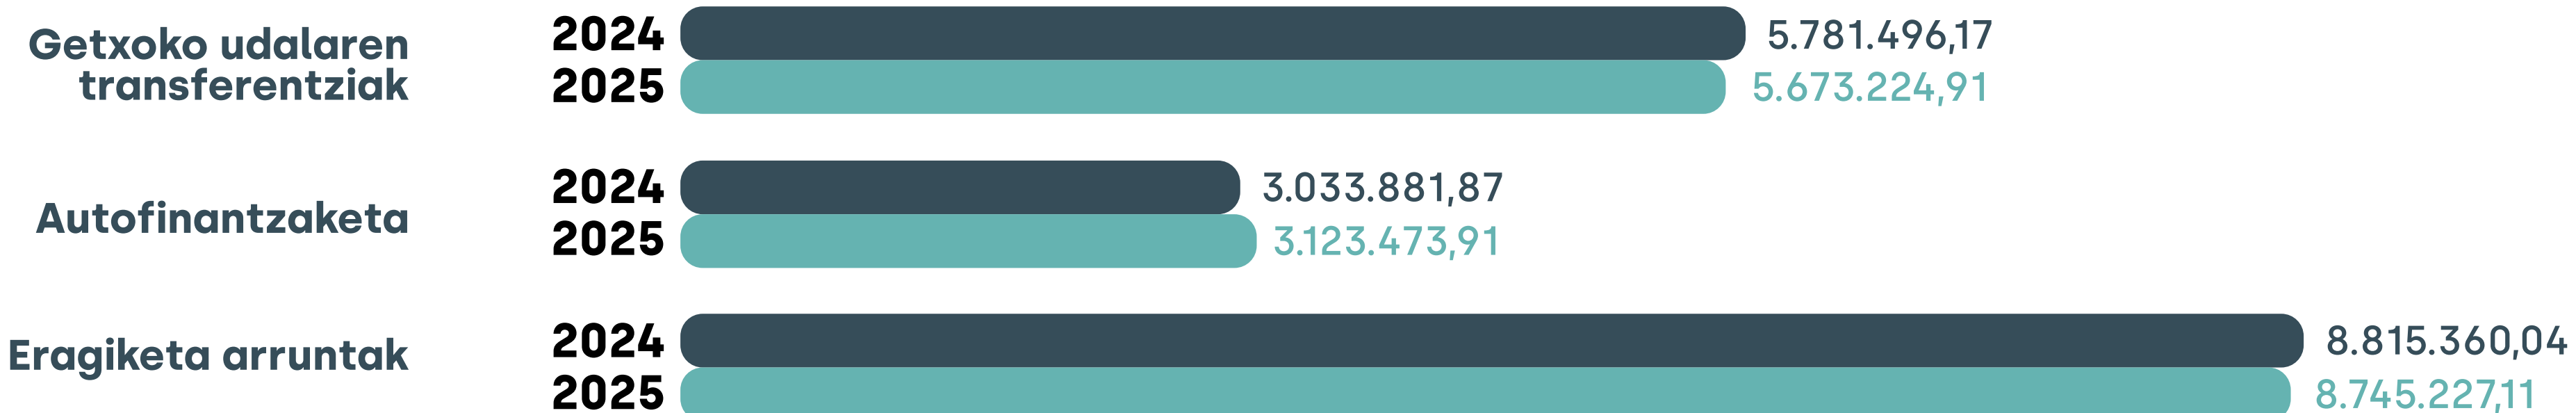 Getxoko udalaren
transferentziak
2024 5.781.496,17
2025 5.673.224,91
Autofinantzaketa
2024 3.033.881,87
2025 3.123.473,91
Eragiketa arruntak
2024 8.815.360,04
2025 8.745.227,11